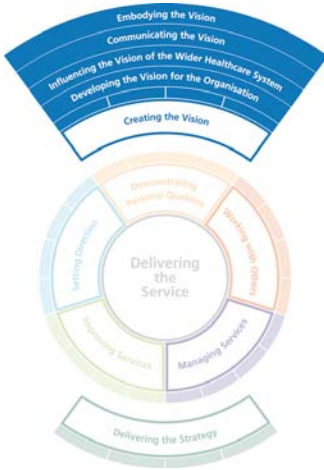 Embodying the Vision
Communicating the Vision
Influencing the Vision of the Wider Healthcare System
Developing the Vision for the Organisation
Creating the Vision
Demonstrating
Personal Qualities
Setting Direction
Working with Others
Delivering
the
Service
Improving Services
Managing Services
Delivering the Strategy